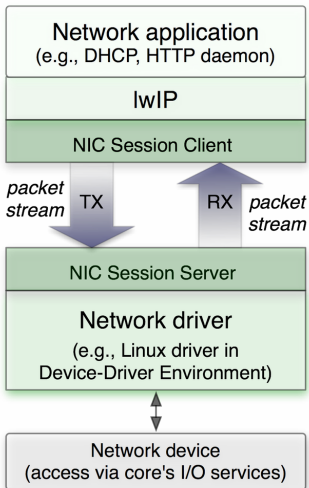 Network application
(e.g., DHCP, HTTP daemon)
lwIP
NIC Session Client
packet
stream
TX
RX
packet
stream
NIC Session Server
Network driver
(e.g., Linux driver in
Device-Driver Environment)
Network device
(access via core's I/O services)